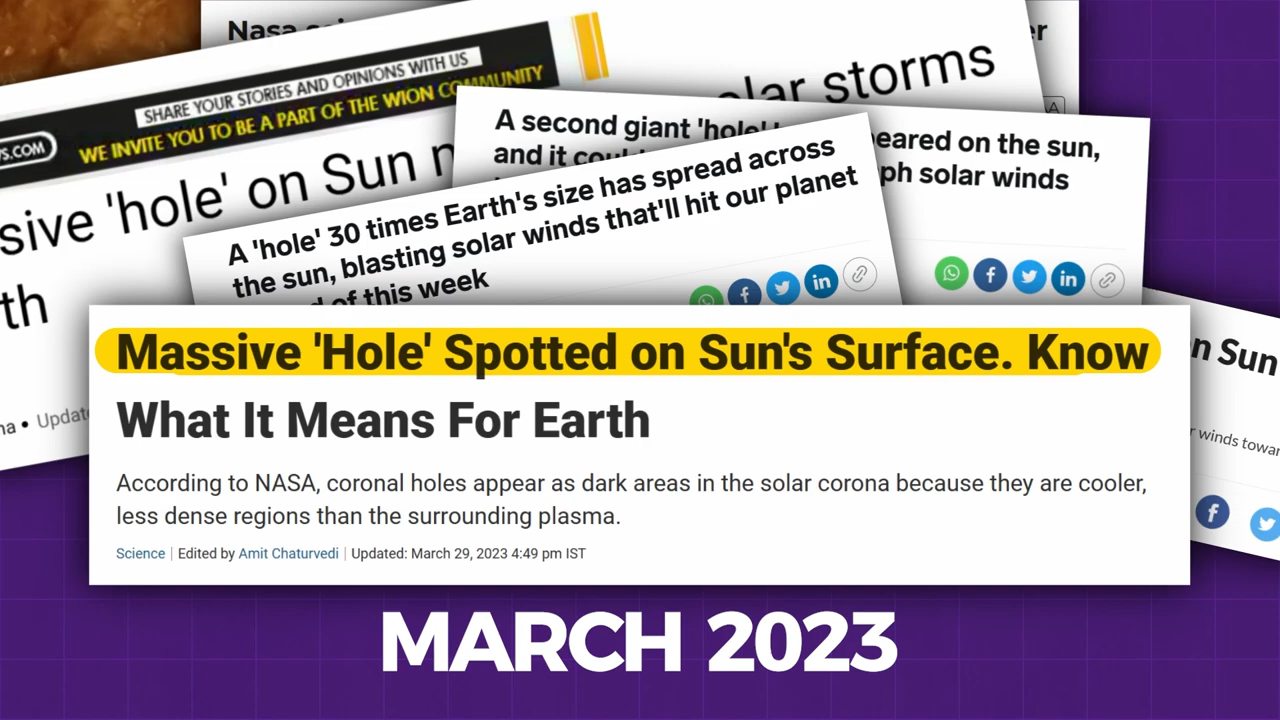 Nasa
SHARE YOUR STORIES AND OPINIONS WITH US
WE INVITE YOU TO BE A PART OF THE WION COMMUNITY
S.COM
solar storms
sive 'hole' on Sun
th
A second giant 'hole'
peared on the sun,
and it could
ph solar winds
A 'hole' 30 times Earth's size has spread across
the sun, blasting solar winds that'll hit our planet
of this week
Massive 'Hole' Spotted on Sun's Surface. Know
What It Means For Earth
According to NASA, coronal holes appear as dark areas in the solar corona because they are cooler,
less dense regions than the surrounding plasma.
Science | Edited by Amit Chaturvedi | Updated: March 29, 2023 4:49 pm IST
na • Updat
n Sun
r winds towar
MARCH 2023